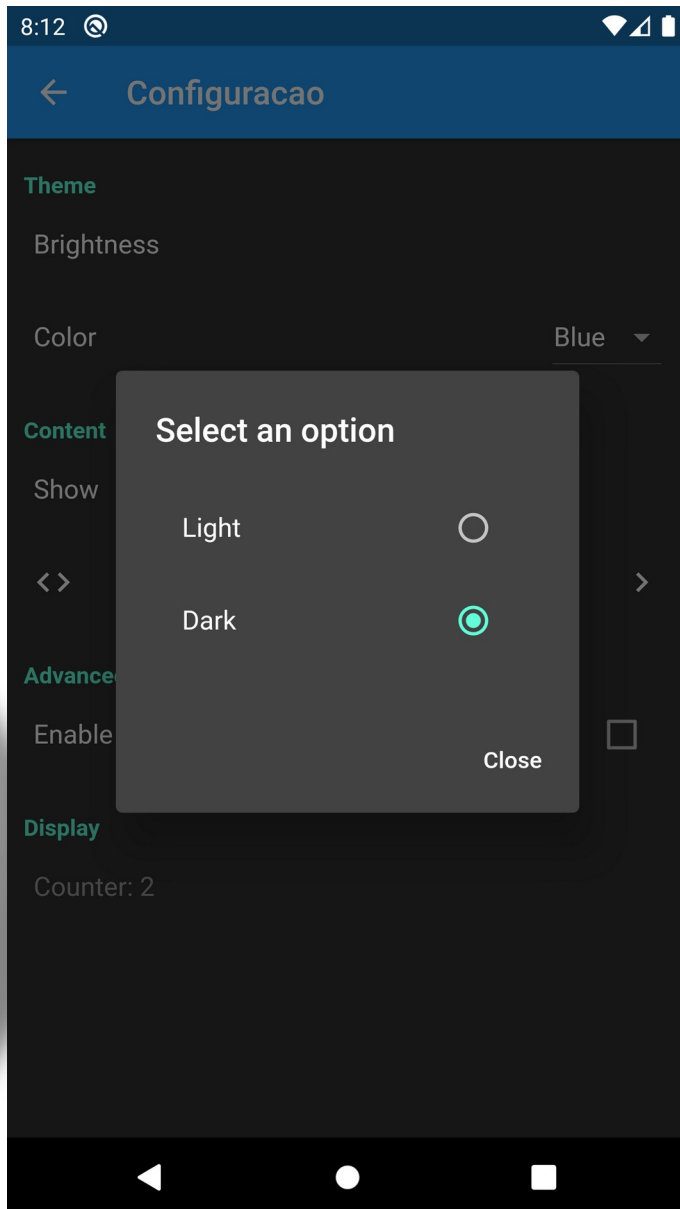 8:12
Configuracao
Theme
Brightness
Color Blue
Select an option
Content
Show
Light
Dark
Enable
Close
Display
Counter: 2